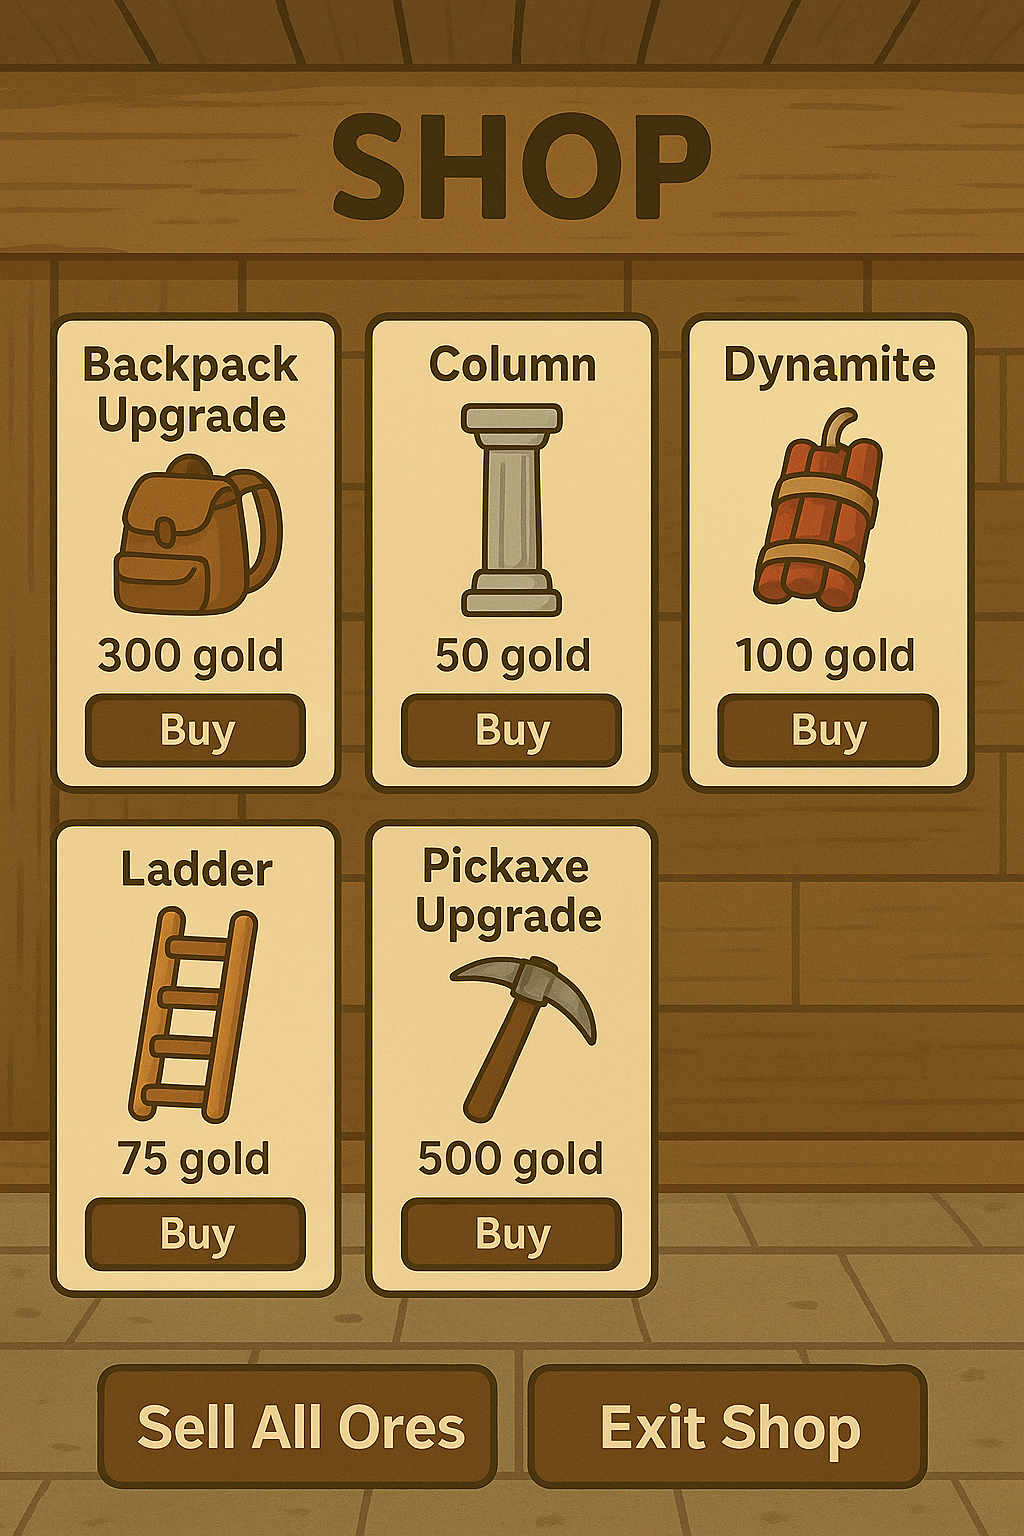 SHOP
Backpack
Upgrade
300 gold
Buy
Column
50 gold
Buy
Dynamite
100 gold
Buy
Ladder
75 gold
Buy
Pickaxe
Upgrade
500 gold
Buy
Sell All Ores
Exit Shop